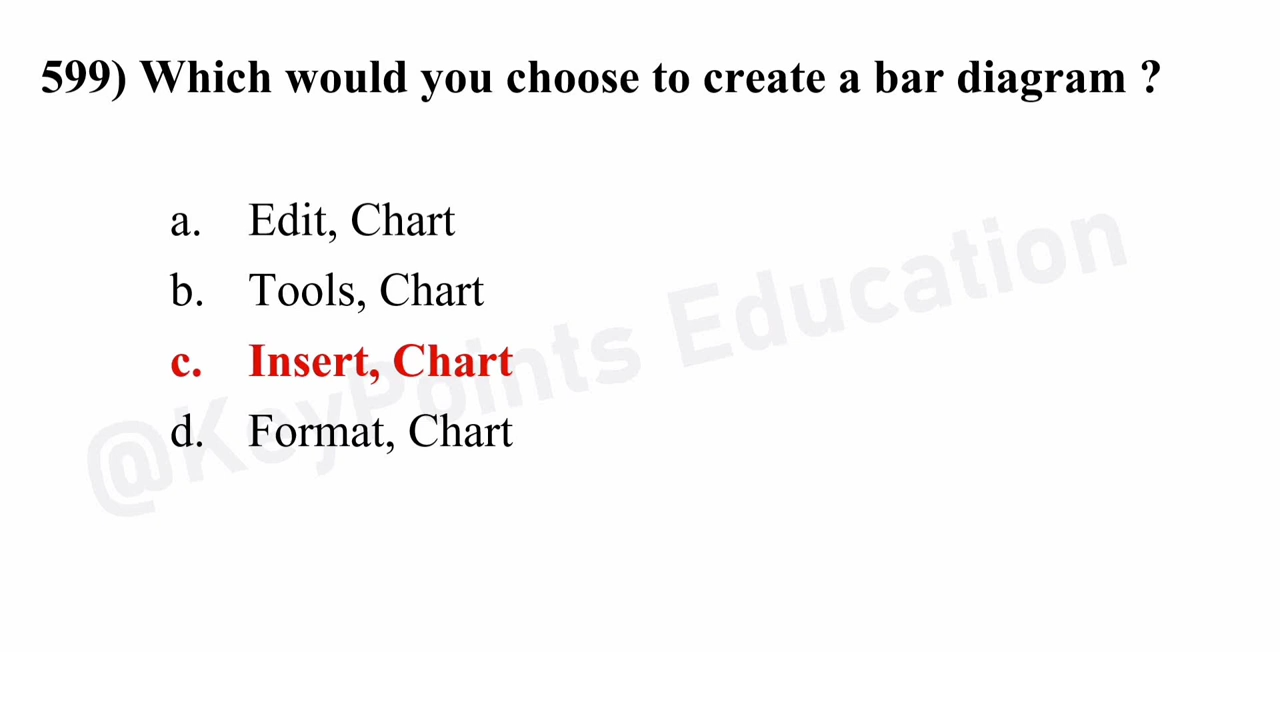 599) Which would you choose to create a bar diagram ?
a. Edit, Chart
b. Tools, Chart
c. Insert, Chart
d. Format, Chart
@KeyPoints Education